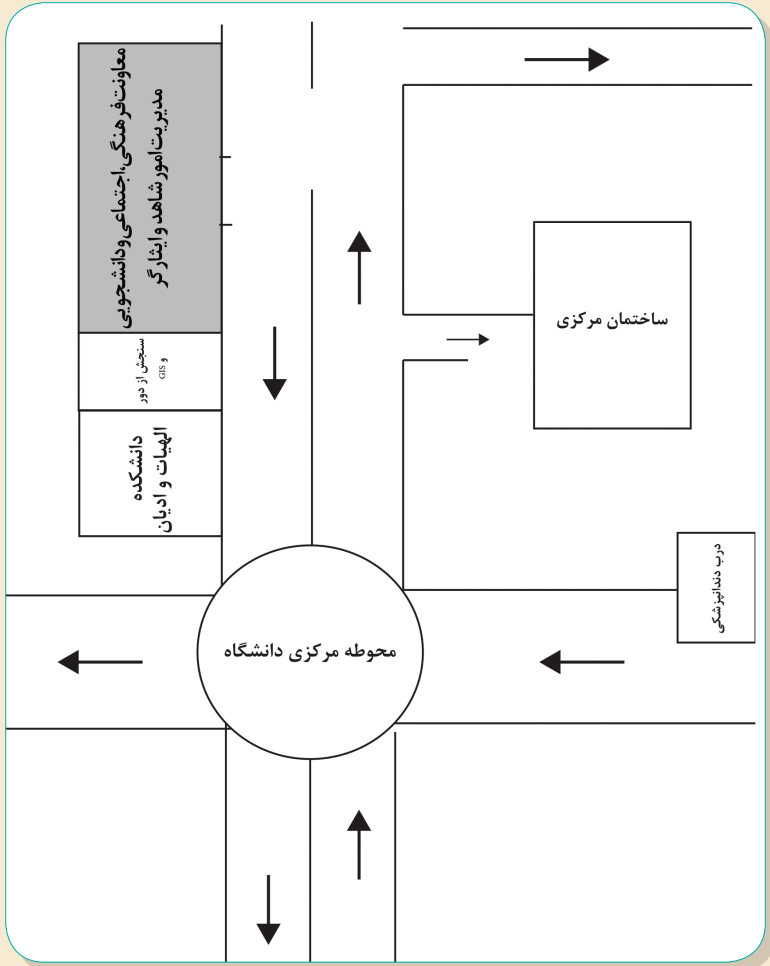 معاونت فرهنگی، اجتماعی و دانشجویی
مدیریت امور شاهد و ایثارگر
سنجش از دور
و GIS
دانشکده
الهیات و ادیان
ساختمان مرکزی
درب دندانپزشکی
محوطه مرکزی دانشگاه